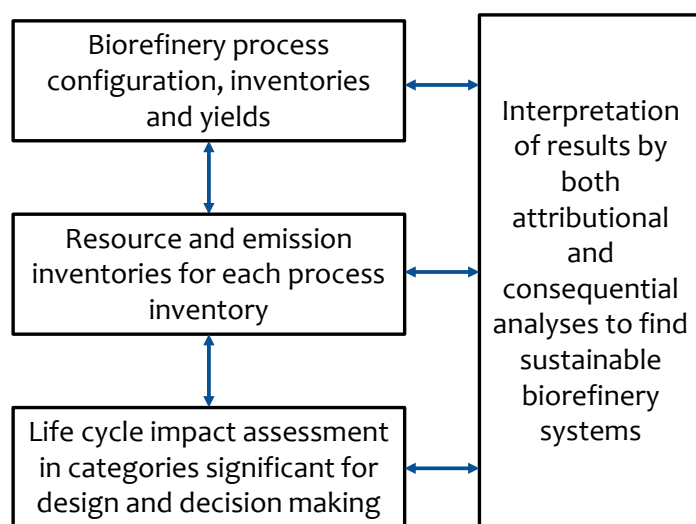 Biorefinery process
configuration, inventories
and yields
Resource and emission
inventories for each process
inventory
Life cycle impact assessment
in categories significant for
design and decision making
Interpretation
of results by
both
attributional
and
consequential
analyses to find
sustainable
biorefinery
systems